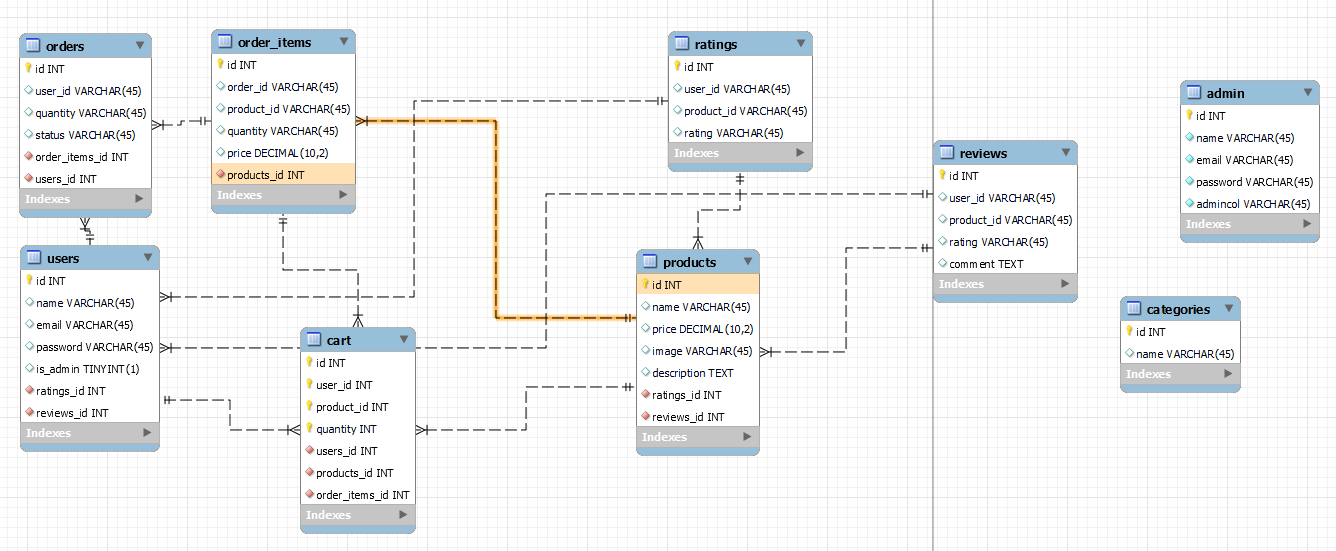 orders
id INT
user_id VARCHAR(45)
quantity VARCHAR(45)
status VARCHAR(45)
order_items_id INT
users_id INT
Indexes
order_items
id INT
order_id VARCHAR(45)
product_id VARCHAR(45)
quantity VARCHAR(45)
price DECIMAL(10,2)
products_id INT
Indexes
ratings
id INT
user_id VARCHAR(45)
product_id VARCHAR(45)
rating VARCHAR(45)
Indexes
admin
id INT
name VARCHAR(45)
email VARCHAR(45)
password VARCHAR(45)
admincol VARCHAR(45)
Indexes
reviews
id INT
user_id VARCHAR(45)
product_id VARCHAR(45)
rating VARCHAR(45)
comment TEXT
Indexes
users
id INT
name VARCHAR(45)
email VARCHAR(45)
password VARCHAR(45)
is_admin TINYINT(1)
ratings_id INT
reviews_id INT
Indexes
products
id INT
name VARCHAR(45)
price DECIMAL(10,2)
image VARCHAR(45)
description TEXT
ratings_id INT
reviews_id INT
Indexes
categories
id INT
name VARCHAR(45)
Indexes
cart
id INT
user_id INT
product_id INT
quantity INT
users_id INT
products_id INT
order_items_id INT
Indexes